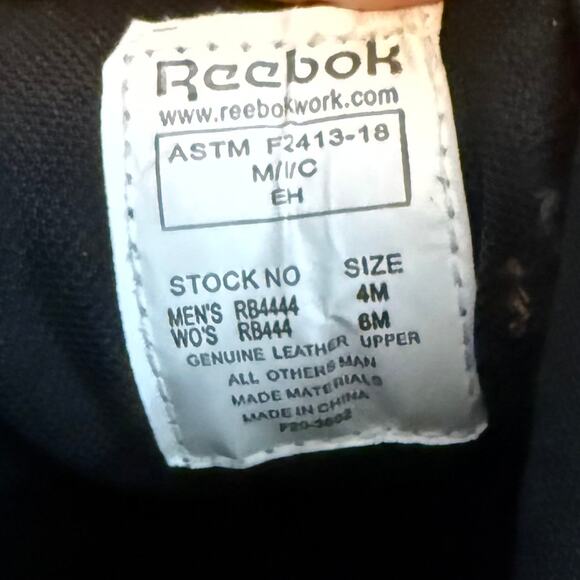 Reebok
www.reebokwork.com
ASTM F2413-18
M/I/C
EH
STOCK NO SIZE
MEN'S RB4444 4M
WO'S RB444 6M
GENUINE LEATHER UPPER
ALL OTHERS MAN
MADE MATERIALS
MADE IN CHINA